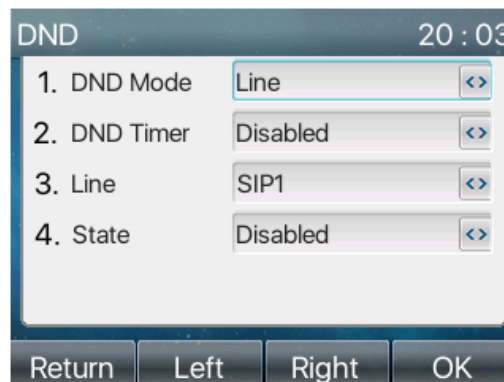 DND 20 : 03
1. DND Mode Line
2. DND Timer Disabled
3. Line SIP1
4. State Disabled
Return Left Right OK